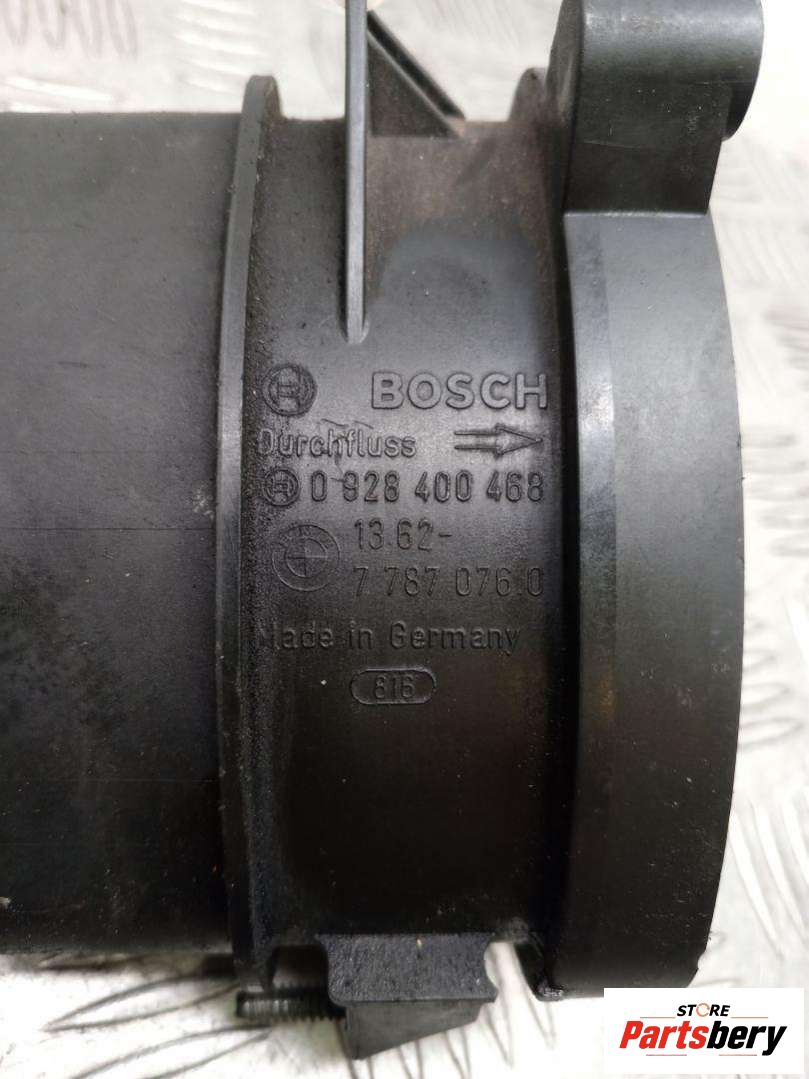 BOSCH
Durchfluss
0 928 400 468
13.62-
7 787 076.0
Made in Germany
816
STORE
Partsbery